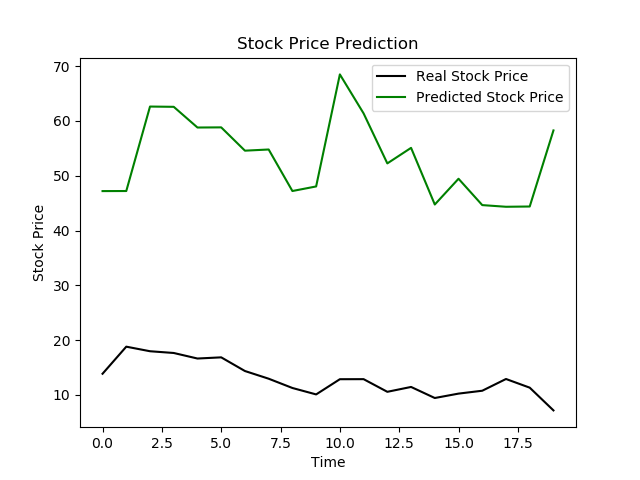 Stock Price Prediction
Real Stock Price
Predicted Stock Price
70
60
50
40
30
20
10
Stock Price
0.0 2.5 5.0 7.5 10.0 12.5 15.0 17.5
Time